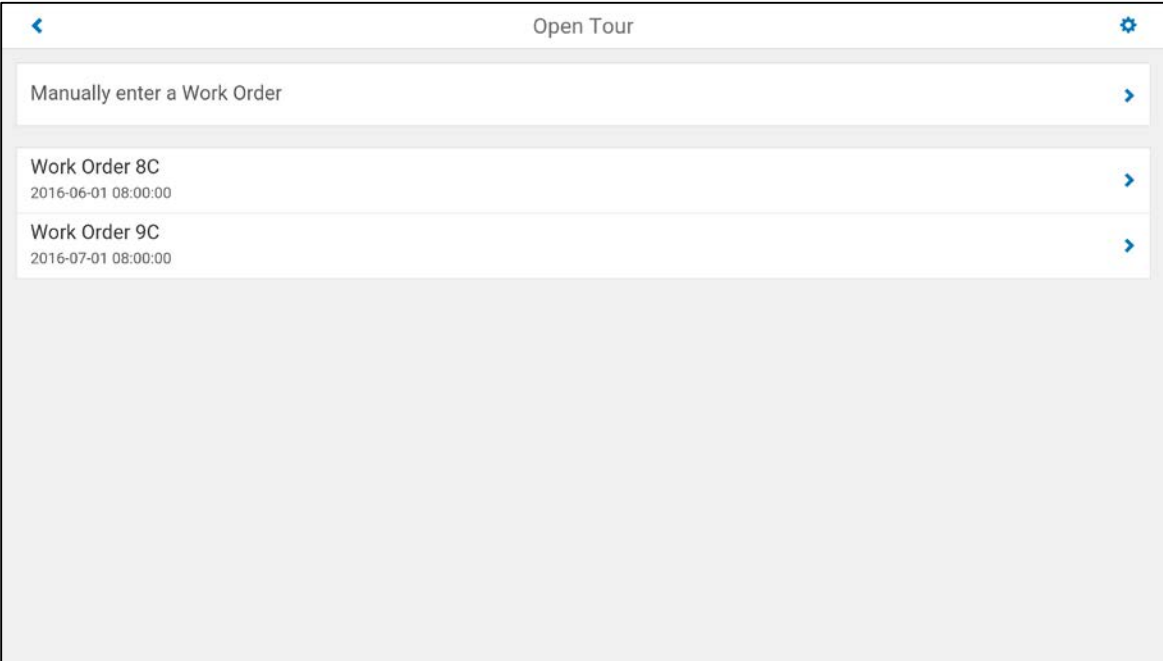 Open Tour
Manually enter a Work Order
Work Order 8C
2016-06-01 08:00:00
Work Order 9C
2016-07-01 08:00:00